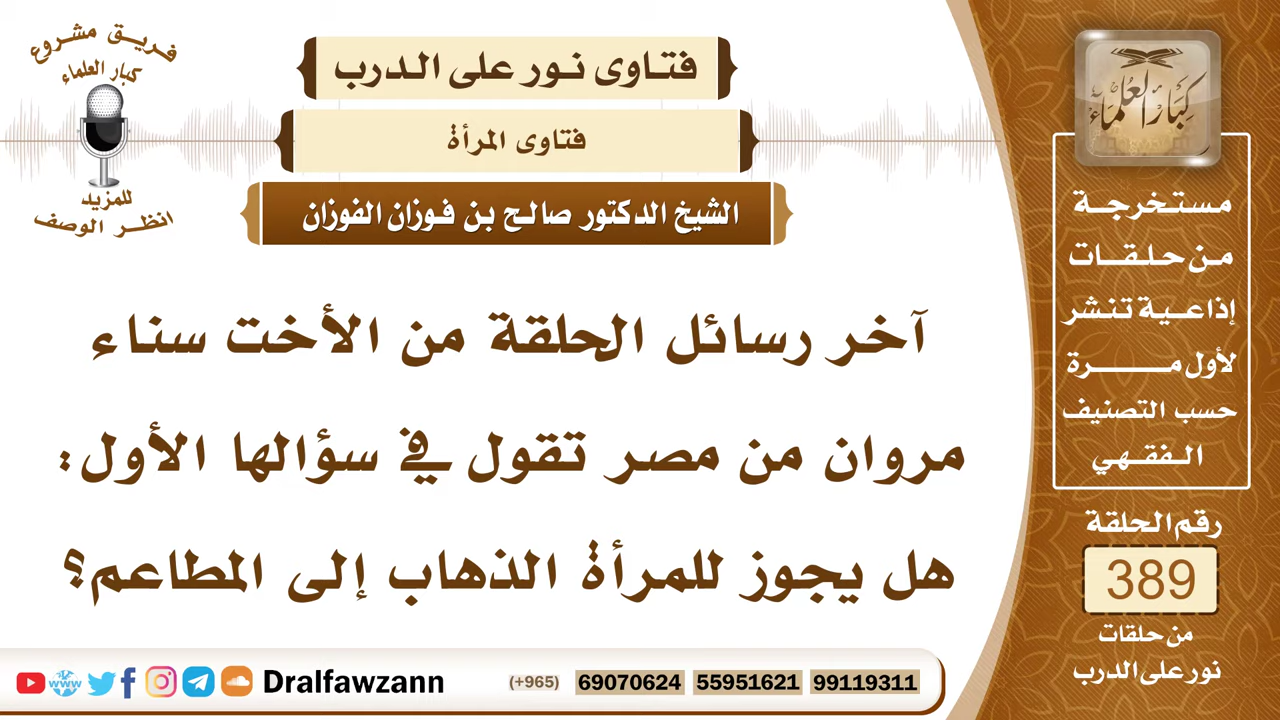 فريق مشروع
كبار العلماء
للمزيد
انظر الوصف
فتاوى نور على الدرب
فتاوى المرأة
الشيخ الدكتور صالح بن فوزان الفوزان
آخر رسائل الحلقة من الأخت سناء
مروان من مصر تقول في سؤالها الأول:
هل يجوز للمرأة الذهاب إلى المطاعم؟
كبار العلماء
مستخرجة
من حلقات
إذاعية تنشر
لأول مرة
حسب التصنيف
الفقهي
رقم الحلقة
389
من حلقات
نور على الدرب
www Dralfawzann (+965) 69070624 55951621 99119311